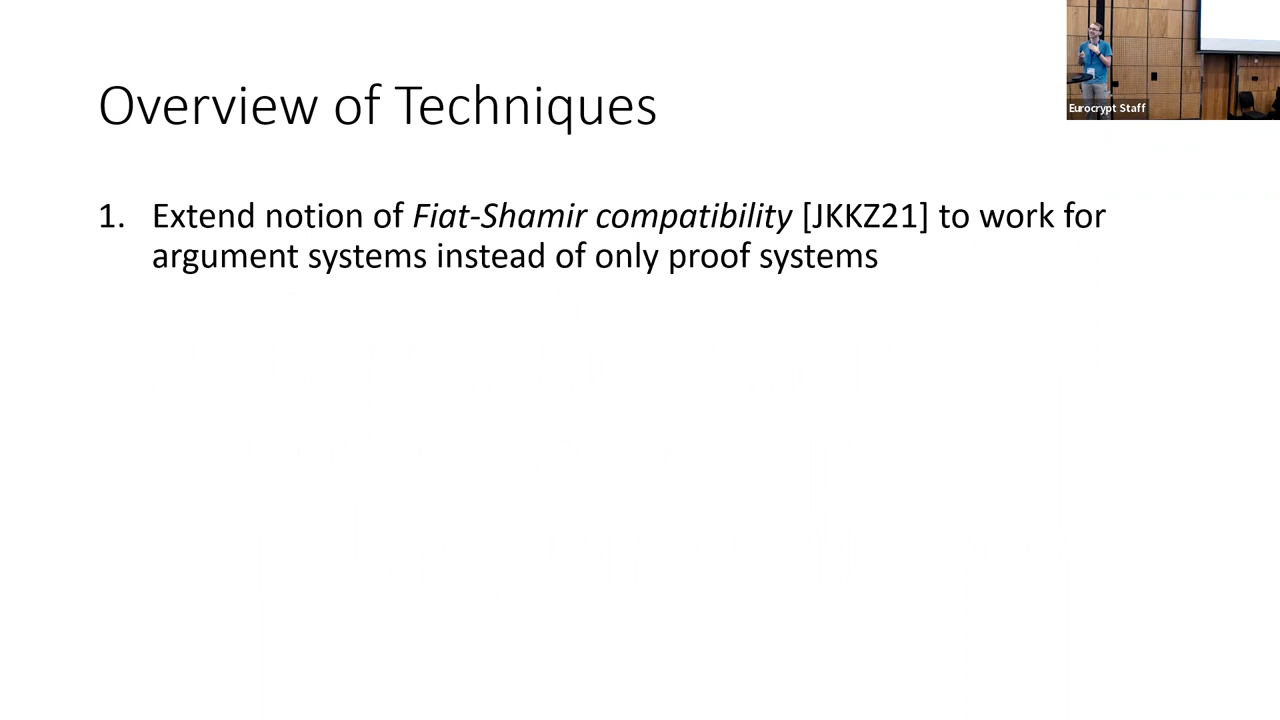 Overview of Techniques
Eurocrypt Staff
1. Extend notion of Fiat-Shamir compatibility [JKKZ21] to work for
argument systems instead of only proof systems